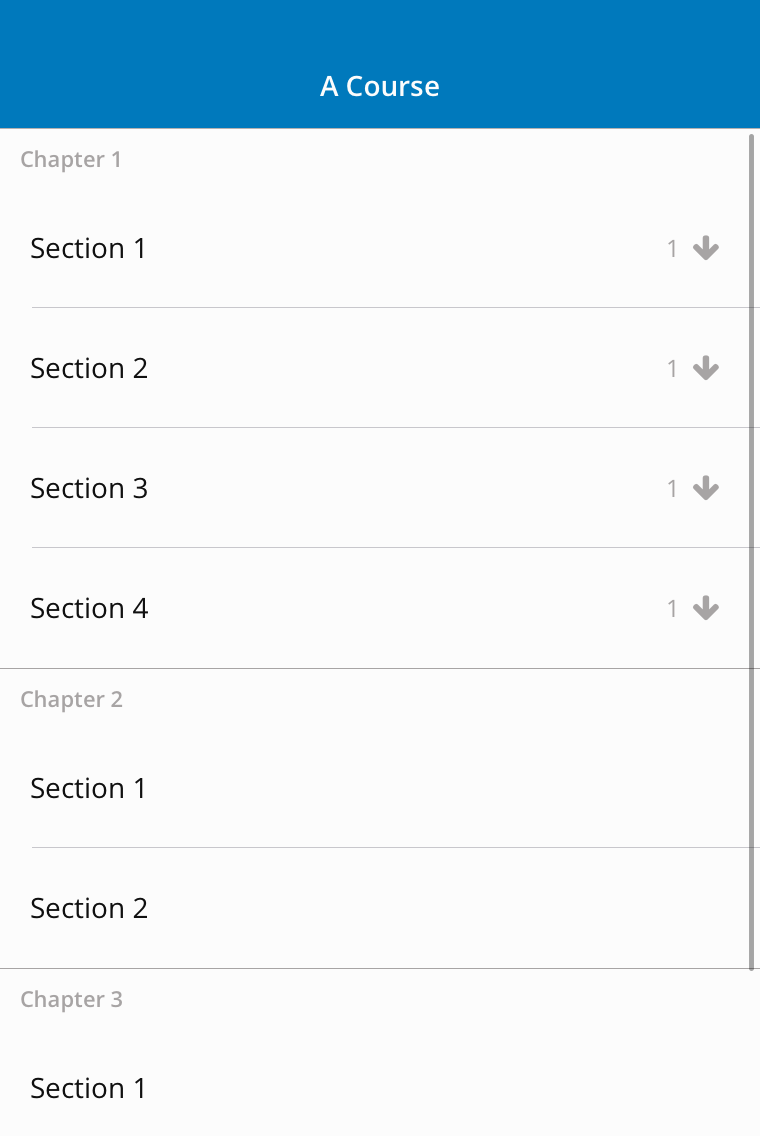 A Course
Chapter 1
Section 1 1
Section 2 1
Section 3 1
Section 4 1
Chapter 2
Section 1
Section 2
Chapter 3
Section 1